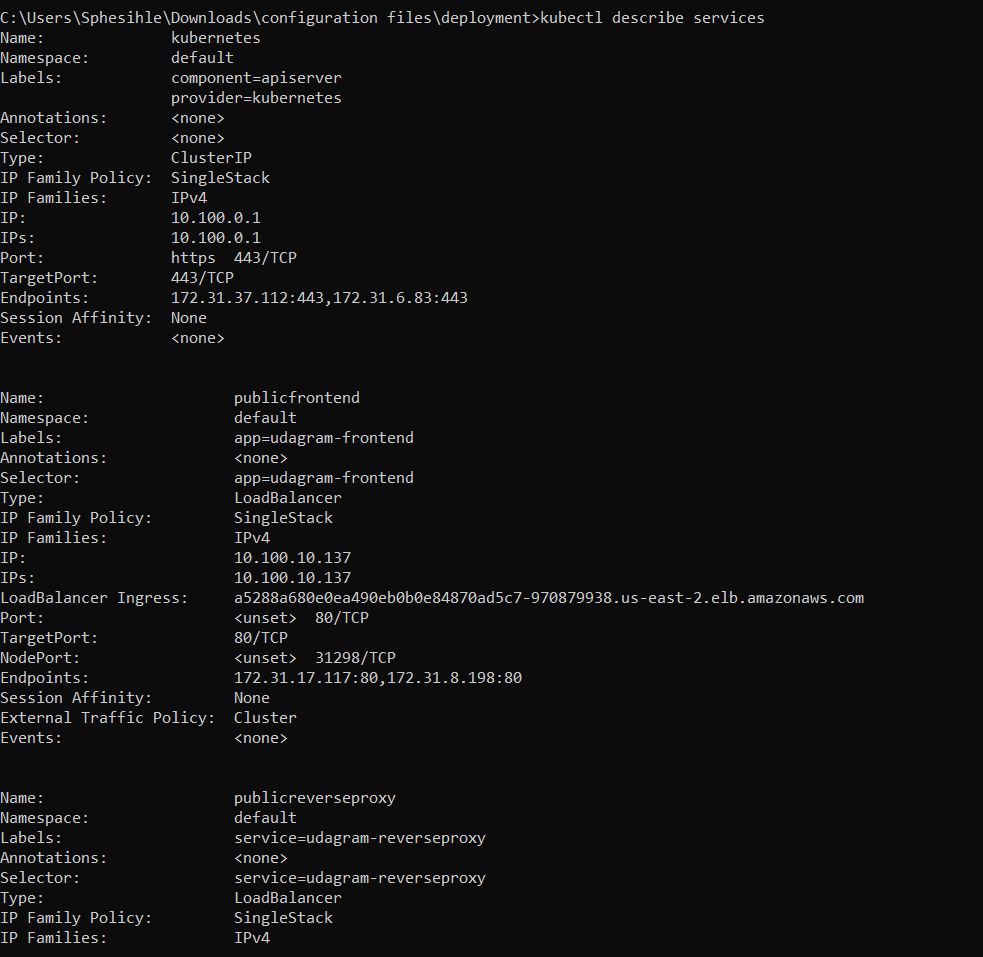 C:\Users\Sphesihle\Downloads\configuration files\deployment>kubectl describe services
Name:              kubernetes
Namespace:         default
Labels:            component=apiserver
                   provider=kubernetes
Annotations:       <none>
Selector:          <none>
Type:              ClusterIP
IP Family Policy:  SingleStack
IP Families:       IPv4
IP:                10.100.0.1
IPs:               10.100.0.1
Port:              https  443/TCP
TargetPort:        443/TCP
Endpoints:         172.31.37.112:443,172.31.6.83:443
Session Affinity:  None
Events:            <none>
Name:                     publicfrontend
Namespace:                default
Labels:                   app=udagram-frontend
Annotations:              <none>
Selector:                 app=udagram-frontend
Type:                     LoadBalancer
IP Family Policy:         SingleStack
IP Families:              IPv4
IP:                       10.100.10.137
IPs:                      10.100.10.137
LoadBalancer Ingress:     a5288a680e0ea490eb0b0e84870ad5c7-970879938.us-east-2.elb.amazonaws.com
Port:                     <unset>  80/TCP
TargetPort:               80/TCP
NodePort:                 <unset>  31298/TCP
Endpoints:                172.31.17.117:80,172.31.8.198:80
Session Affinity:         None
External Traffic Policy:  Cluster
Events:                   <none>
Name:                     publicreverseproxy
Namespace:                default
Labels:                   service=udagram-reverseproxy
Annotations:              <none>
Selector:                 service=udagram-reverseproxy
Type:                     LoadBalancer
IP Family Policy:         SingleStack
IP Families:              IPv4